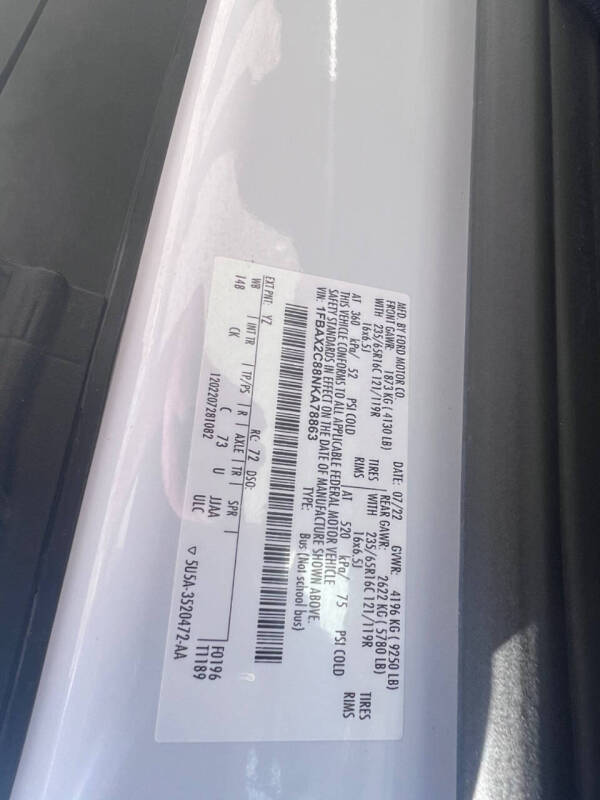 MFD. BY FORD MOTOR CO.
DATE: 07/22 GVWR: 4196 KG ( 9250 LB)
FRONT GAWR: 1873 KG ( 4130 LB) REAR GAWR: 2622 KG ( 5780 LB)
WITH 235/65R16C 121/119R TIRES WITH 235/65R16C 121/119R TIRES
16x6.5J RIMS 16x6.5J RIMS
AT 360 kPa/ 52 PSI COLD AT 520 kPa/ 75 PSI COLD
THIS VEHICLE CONFORMS TO ALL APPLICABLE FEDERAL MOTOR VEHICLE
SAFETY STANDARDS IN EFFECT ON THE DATE OF MANUFACTURE SHOWN ABOVE.
VIN: 1FBAX2C88NKA78863 TYPE: Bus (Not school bus)
EXT PNT: YZ RC: 72 DSO:
WB INT TR TP/PS R AXLE TR SPR
148 CK C 73 U JJAA
1202207281082 ULC
F0196
T1189
5U5A-3520472-AA